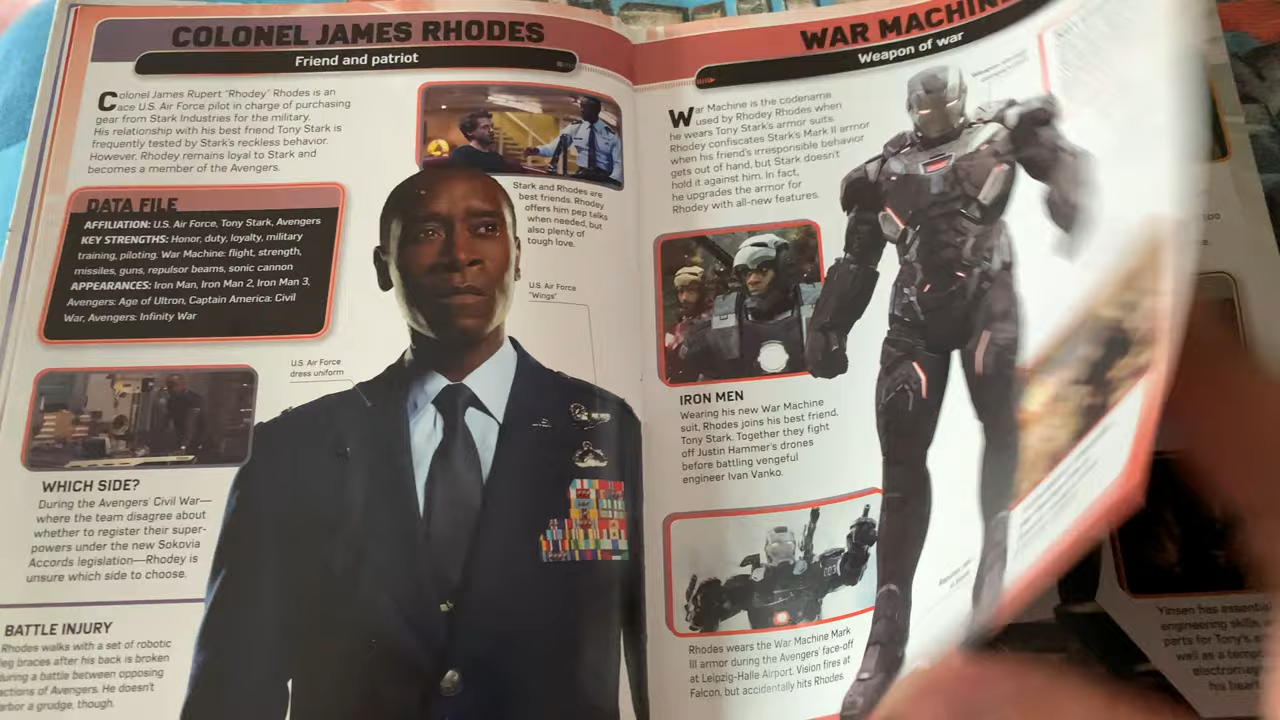 COLONEL JAMES RHODES
Friend and patriot
Colonel James Rupert "Rhodey" Rhodes is an
ace U.S. Air Force pilot in charge of purchasing
gear from Stark Industries for the military.
His relationship with his best friend Tony Stark is
frequently tested by Stark's reckless behavior.
However, Rhodey remains loyal to Stark and
becomes a member of the Avengers.
DATA FILE
AFFILIATION: U.S. Air Force, Tony Stark, Avengers
KEY STRENGTHS: Honor, duty, loyalty, military
training, piloting. War Machine: flight, strength,
missiles, guns, repulsor beams, sonic cannon
APPEARANCES: Iron Man, Iron Man 2, Iron Man 3,
Avengers: Age of Ultron, Captain America: Civil
War, Avengers: Infinity War
Stark and Rhodes are
best friends. Rhodey
offers him pep talks
when needed, but
also plenty of
tough love.
U.S. Air Force
"Wings"
U.S. Air Force
dress uniform
WHICH SIDE?
During the Avengers' Civil War—
where the team disagree about
whether to register their super-
powers under the new Sokovia
Accords legislation—Rhodey is
unsure which side to choose.
BATTLE INJURY
Rhodes walks with a set of robotic
leg braces after his back is broken
during a battle between opposing
actions of Avengers. He doesn't
arbor a grudge, though.
WAR MACHINE
Weapon of war
War Machine is the codename
used by Rhodey Rhodes when
he wears Tony Stark's armor suits.
Rhodey confiscates Stark's Mark II armor
when his friend's irresponsible behavior
gets out of hand, but Stark doesn't
hold it against him. In fact,
he upgrades the armor for
Rhodey with all-new features.
IRON MEN
Wearing his new War Machine
suit, Rhodes joins his best friend,
Tony Stark. Together they fight
off Justin Hammer's drones
before battling vengeful
engineer Ivan Vanko.
Rhodes wears the War Machine Mark
III armor during the Avengers' face-off
at Leipzig-Halle Airport. Vision fires at
Falcon, but accidentally hits Rhodes.
Yinsen has essential
engineering skills,
parts for Tony's
well as a
electromag
his heart